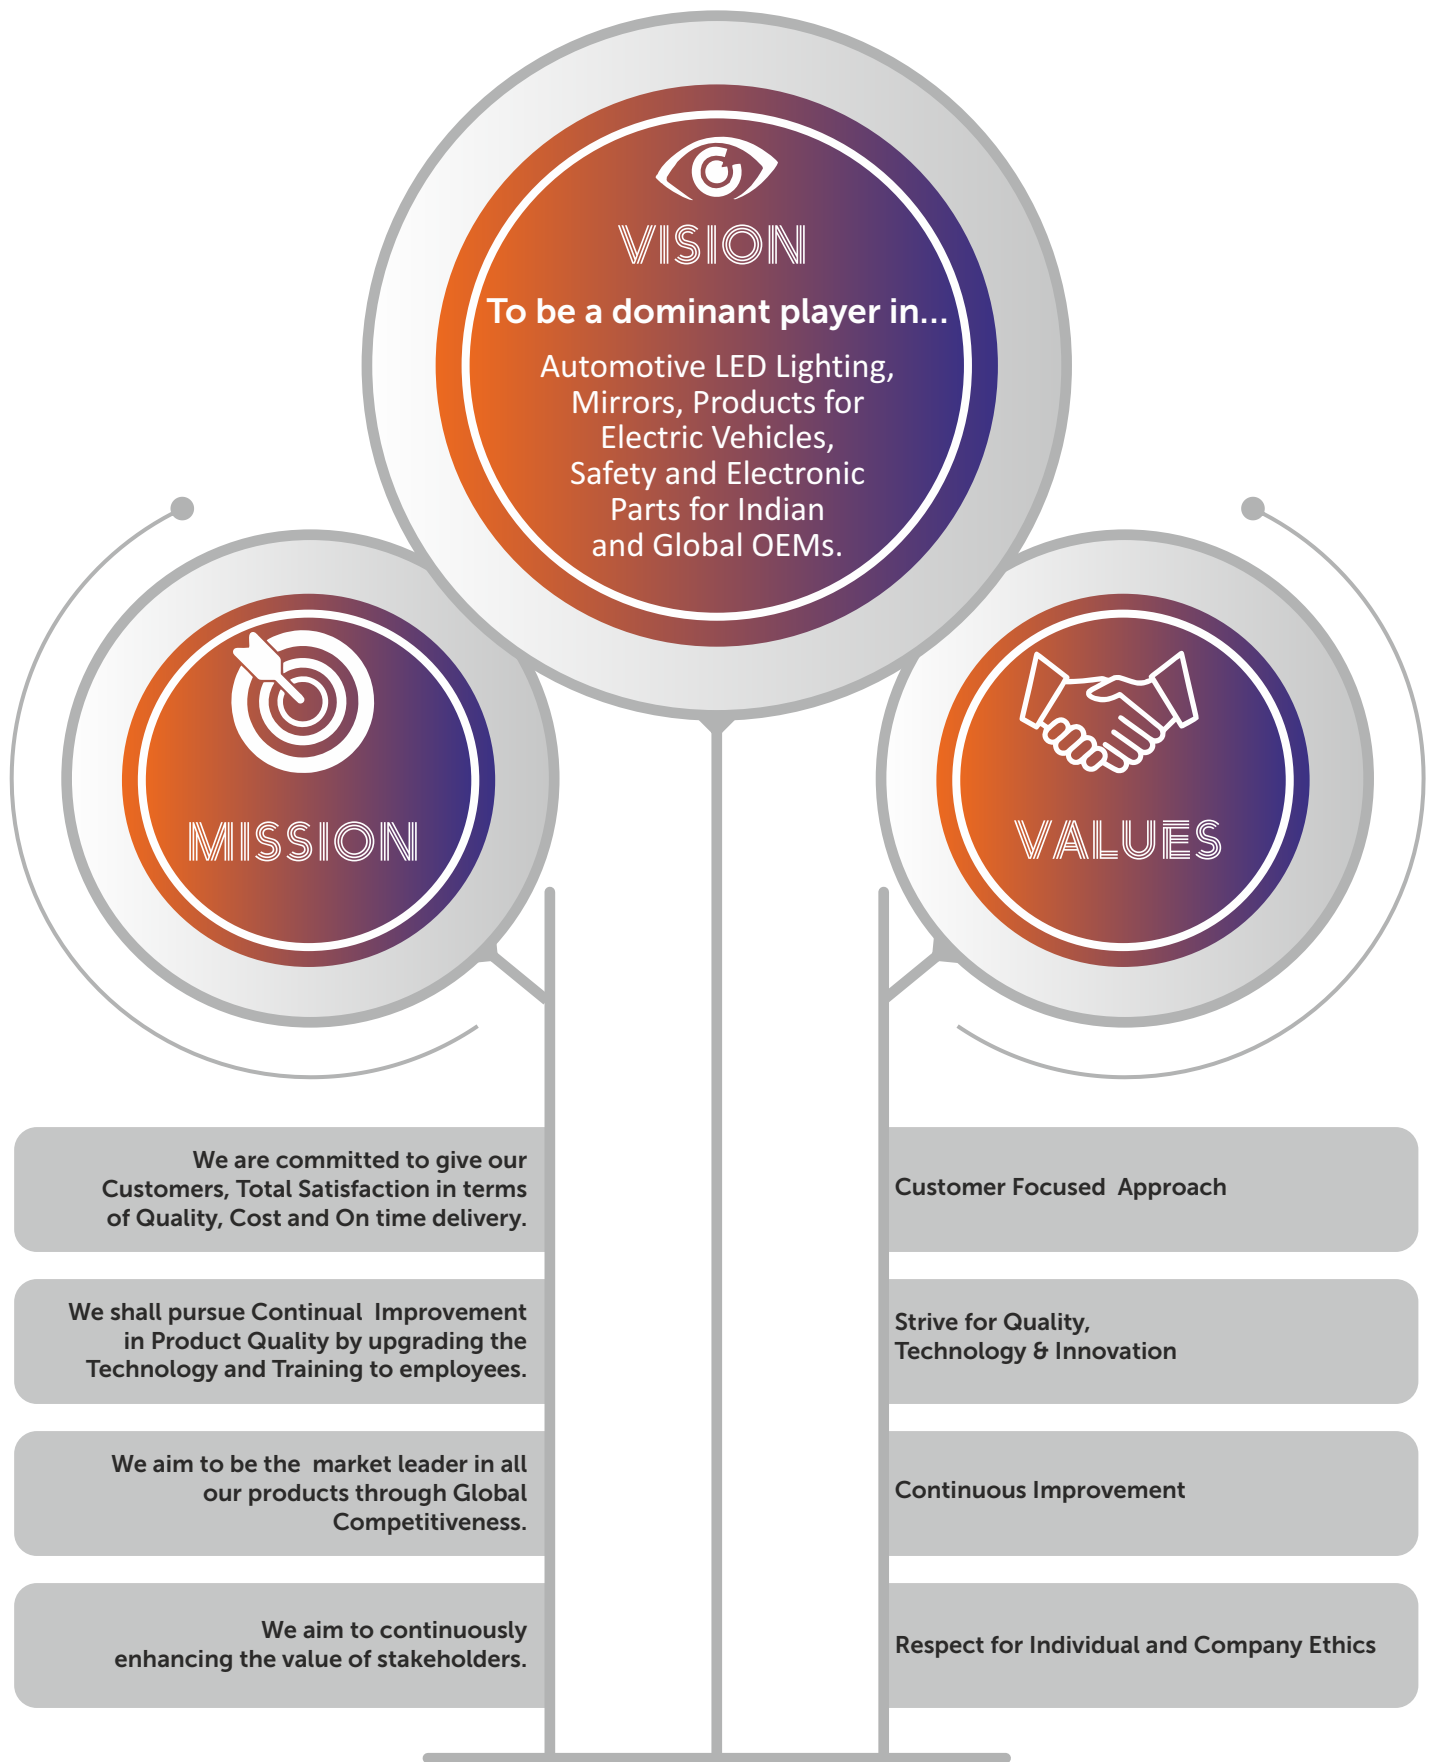 VISION
To be a dominant player in...
Automotive LED Lighting,
Mirrors, Products for
Electric Vehicles,
Safety and Electronic
Parts for Indian
and Global OEMs.
MISSION
We are committed to give our
Customers, Total Satisfaction in terms
of Quality, Cost and On time delivery.
We shall pursue Continual  Improvement
in Product Quality by upgrading the
Technology and Training to employees.
We aim to be the  market leader in all
our products through Global
Competitiveness.
We aim to continuously
enhancing the value of stakeholders.
VALUES
Customer Focused  Approach
Strive for Quality,
Technology & Innovation
Continuous Improvement
Respect for Individual and Company Ethics